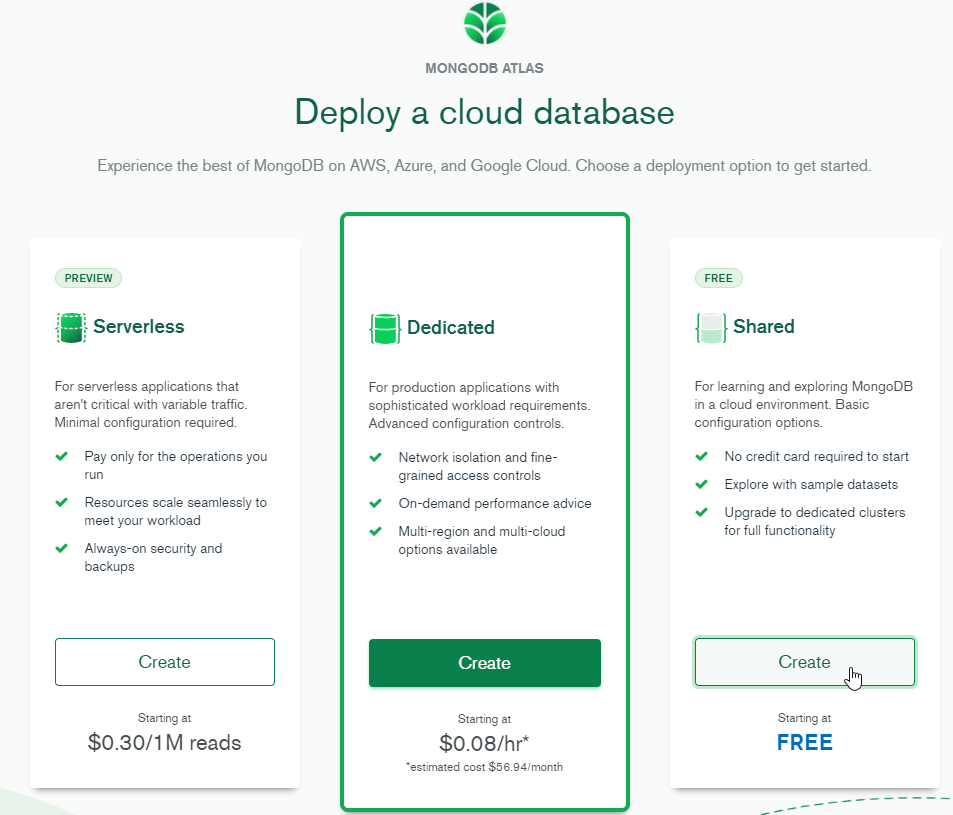 MONGODB ATLAS
Deploy a cloud database
Experience the best of MongoDB on AWS, Azure, and Google Cloud. Choose a deployment option to get started.
PREVIEW
Serverless
For serverless applications that
aren't critical with variable traffic.
Minimal configuration required.
Pay only for the operations you
run
Resources scale seamlessly to
meet your workload
Always-on security and
backups
Create
Starting at
$0.30/1M reads
Dedicated
For production applications with
sophisticated workload requirements.
Advanced configuration controls.
Network isolation and fine-
grained access controls
On-demand performance advice
Multi-region and multi-cloud
options available
Create
Starting at
$0.08/hr*
*estimated cost $56.94/month
FREE
Shared
For learning and exploring MongoDB
in a cloud environment. Basic
configuration options.
No credit card required to start
Explore with sample datasets
Upgrade to dedicated clusters
for full functionality
Create
Starting at
FREE